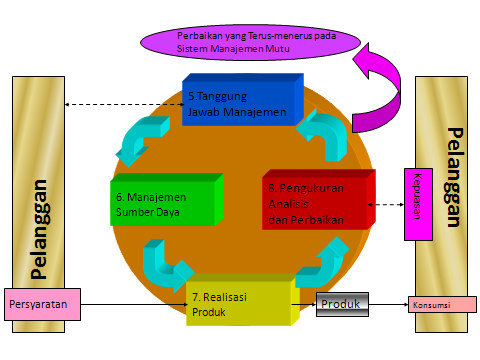 Perbaikan yang Terus-menerus pada
Sistem Manajemen Mutu
5.Tanggung
Jawab Manajemen
Pelanggan
Pelanggan
6. Manajemen
Sumber Daya
8. Pengukuran
Analisis
dan Perbaikan
Kepuasan
7. Realisasi
Produk
Persyaratan
Produk
Konsumsi